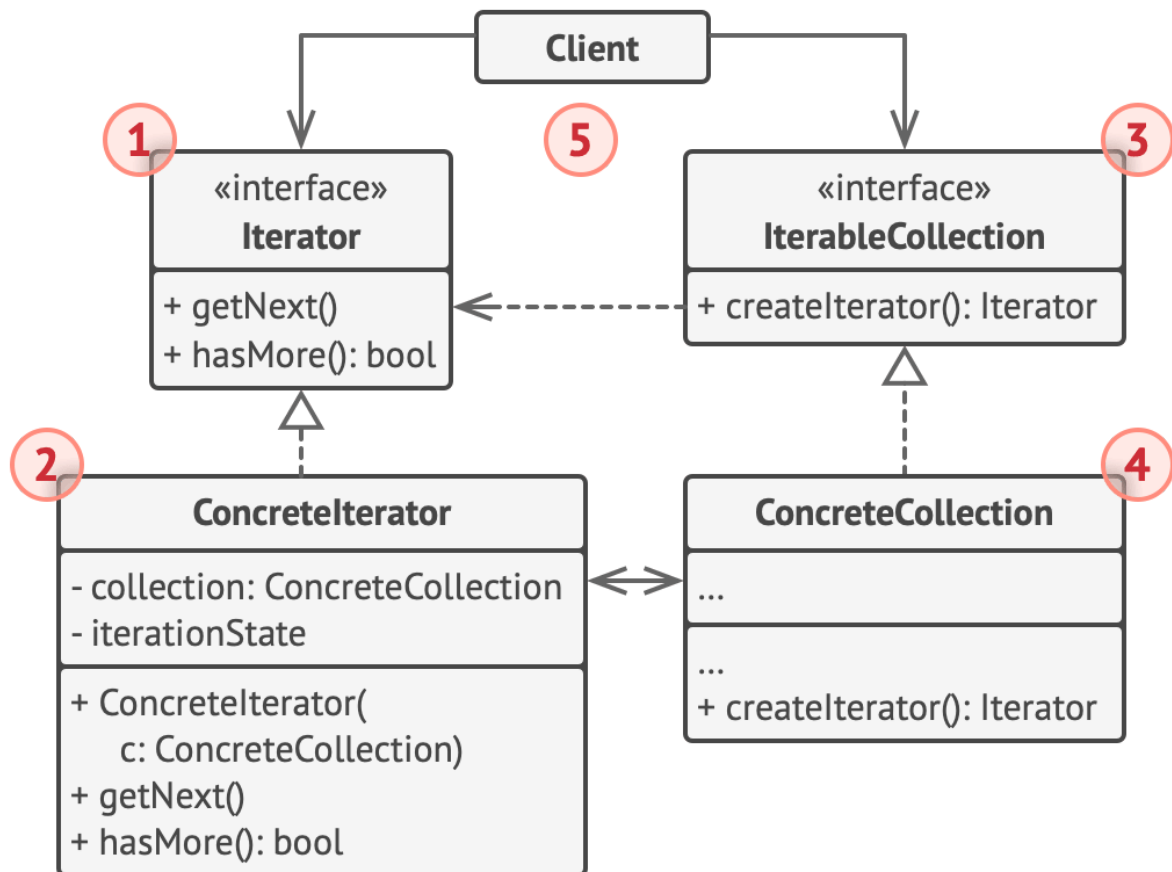 Client
1
5
3
«interface»
Iterator
+ getNext()
+ hasMore(): bool
«interface»
IterableCollection
+ createIterator(): Iterator
2
ConcreteIterator
- collection: ConcreteCollection
- iterationState
+ ConcreteIterator(
c: ConcreteCollection)
+ getNext()
+ hasMore(): bool
4
ConcreteCollection
...
...
+ createIterator(): Iterator